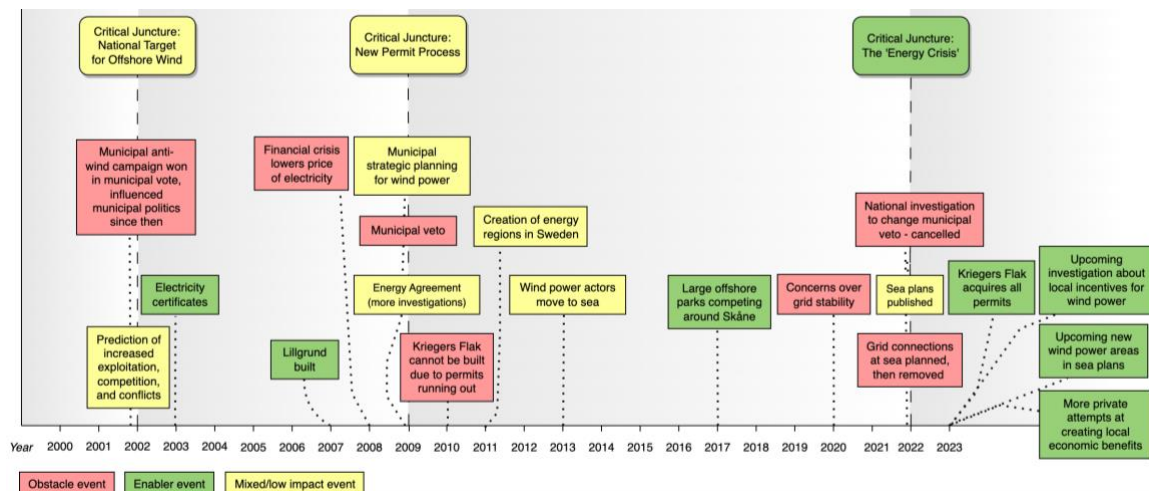 Critical Juncture:
National Target
for Offshore Wind
Critical Juncture:
New Permit Process
Critical Juncture:
The 'Energy Crisis'
Municipal anti-
wind campaign won
in municipal vote,
influenced
municipal politics
since then
Financial crisis
lowers price
of electricity
Municipal
strategic planning
for wind power
Municipal veto
Creation of energy
regions in Sweden
National investigation
to change municipal
veto - cancelled
Electricity
certificates
Energy Agreement
(more investigations)
Wind power actors
move to sea
Large offshore
parks competing
around Skåne
Concerns over
grid stability
Sea plans
published
Kriegers Flak
acquires all
permits
Upcoming
investigation about
local incentives for
wind power
Prediction of
increased
exploitation,
competition,
and conflicts
Lillgrund
built
Kriegers Flak
cannot be built
due to permits
running out
Grid connections
at sea planned,
then removed
Upcoming new
wind power areas
in sea plans
More private
attempts at
creating local
economic benefits
Year 2000 2001 2002 2003 2004 2005 2006 2007 2008 2009 2010 2011 2012 2013 2014 2015 2016 2017 2018 2019 2020 2021 2022 2023
Obstacle event Enabler event Mixed/low impact event